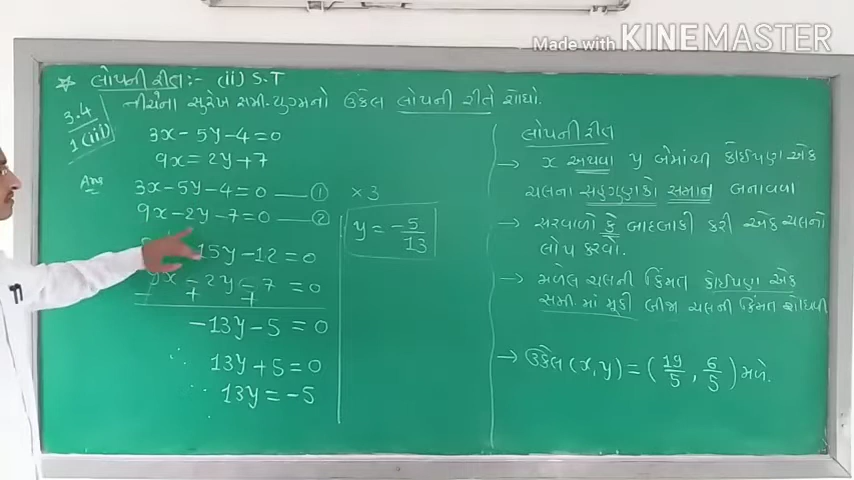 Made with KINEMASTER
લોપની રીત:- (ii) S.T
3.4
1(ii)
નીચેના સુરેખ સમી.યુગ્મનો ઉકેલ લોપની રીતે શોધો.
3x - 5y - 4 = 0
9x = 2y + 7
Ans
3x - 5y - 4 = 0 —— ① × 3
9x - 2y - 7 = 0 —— ②
15y - 12 = 0
9x - 2y - 7 = 0
- + +
-13y - 5 = 0
∴ 13y + 5 = 0
∴ 13y = -5
y = -5/13
લોપની રીત
→ x અથવા y બેમાંથી કોઈપણ એક
ચલના સહગુણકો સમાન બનાવવા
→ સરવાળો કે બાદબાકી કરી એક ચલનો
લોપ કરવો.
→ મળેલ ચલની કિંમત કોઈપણ એક
સમી.માં મૂકી બીજા ચલની કિંમત શોધવી
→ ઉકેલ (x, y) = (19/5, 6/5) મળે.